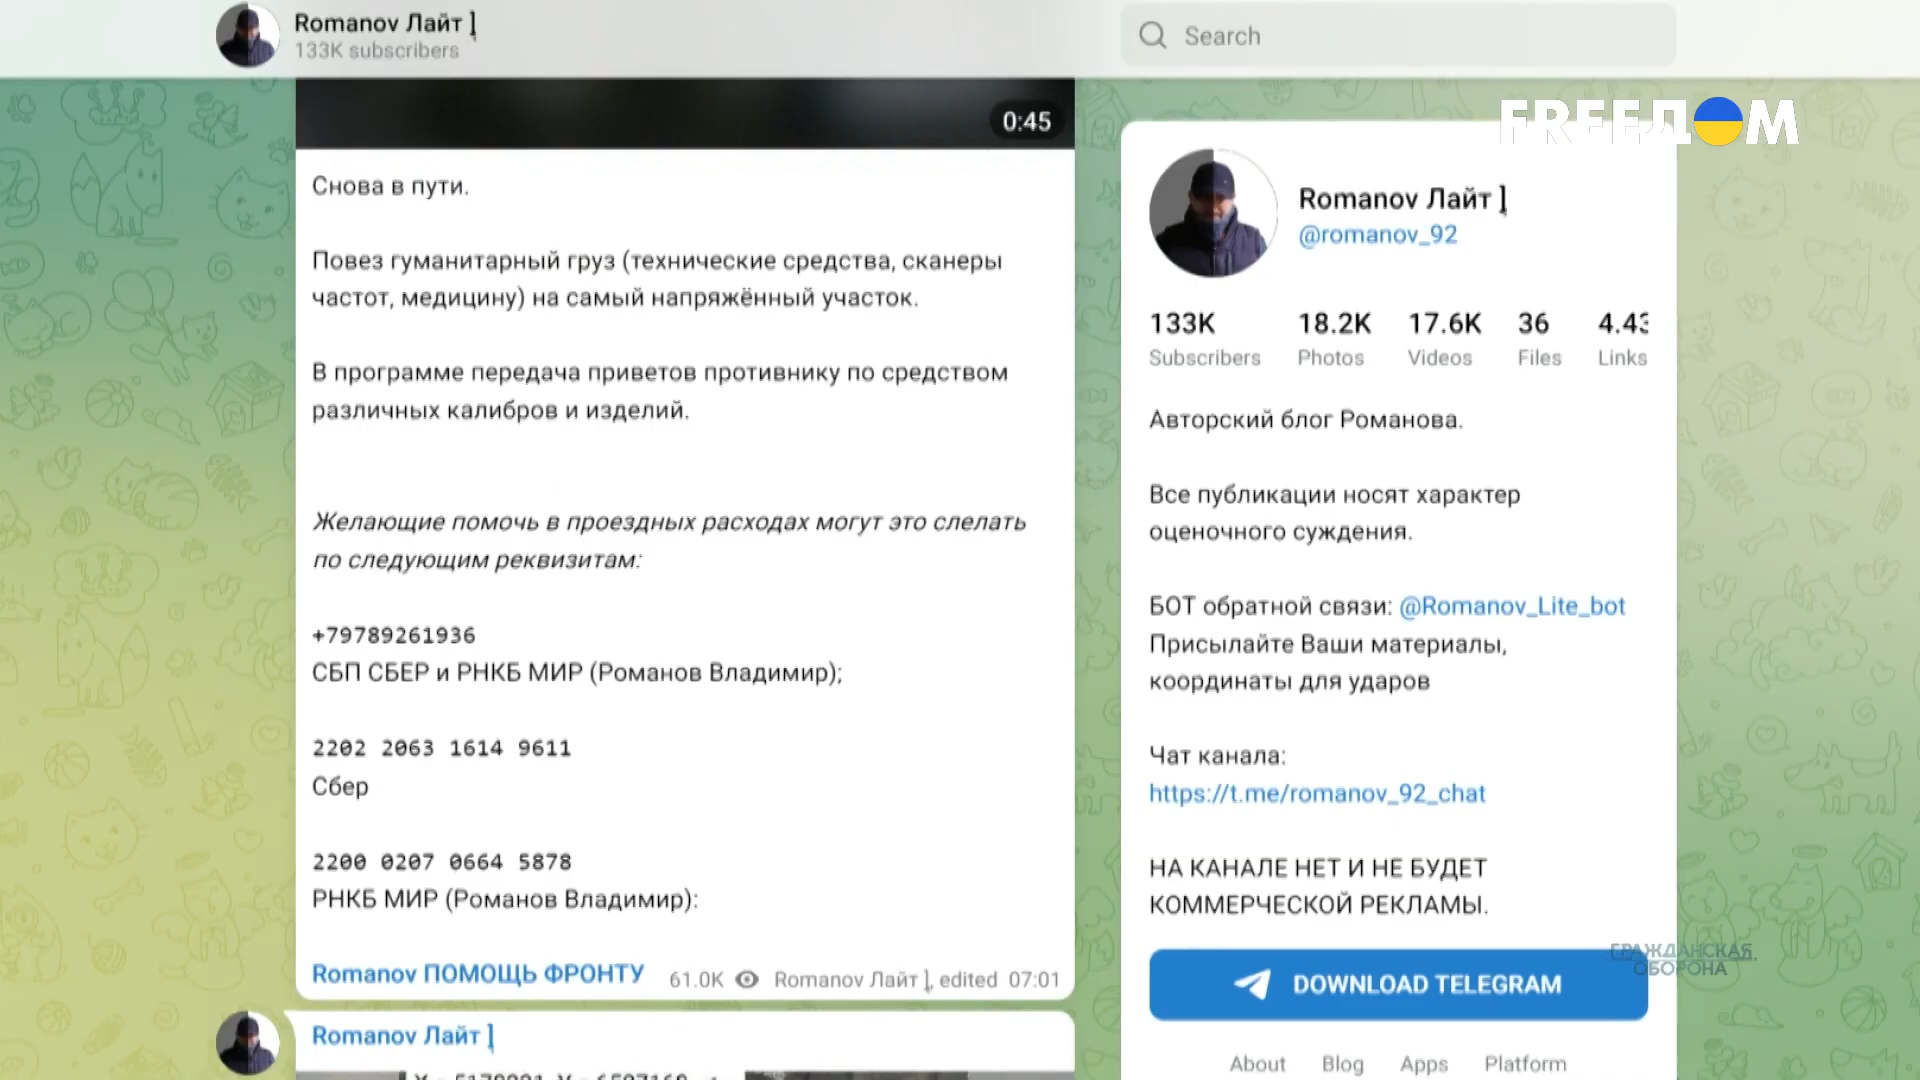 Romanov Лайт
133K subscribers
Search
0:45
FREEДОМ
Снова в пути.
Повез гуманитарный груз (технические средства, сканеры
частот, медицину) на самый напряжённый участок.
В программе передача приветов противнику по средством
различных калибров и изделий.
Желающие помочь в проездных расходах могут это слелать
по следующим реквизитам:
+79789261936
СБП СБЕР и РНКБ МИР (Романов Владимир);
2202 2063 1614 9611
Сбер
2200 0207 0664 5878
РНКБ МИР (Романов Владимир):
Romanov ПОМОЩЬ ФРОНТУ
61.0K Romanov Лайт, edited 07:01
Romanov Лайт
Romanov Лайт
@romanov_92
133K 18.2K 17.6K 36
Subscribers Photos Videos Files Links
Авторский блог Романова.
Все публикации носят характер
оценочного суждения.
БОТ обратной связи: @Romanov_Lite_bot
Присылайте Ваши материалы,
координаты для ударов
Чат канала:
https://t.me/romanov_92_chat
НА КАНАЛЕ НЕТ И НЕ БУДЕТ
КОММЕРЧЕСКОЙ РЕКЛАМЫ.
ГРАЖДАНСКАЯ
ОБОРОНА
DOWNLOAD TELEGRAM
About Blog Apps Platform